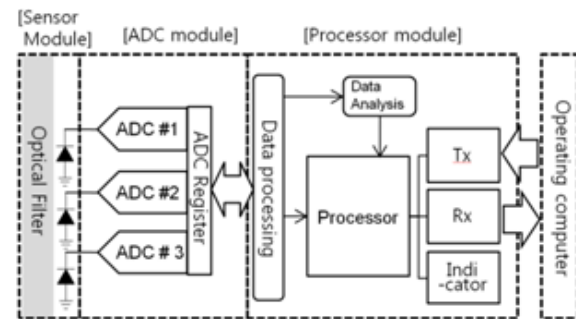 [Sensor
Module]
[ADC module]
[Processor module]
Optical Filter
ADC #1
ADC #2
ADC # 3
ADC Register
Data processing
Data
Analysis
Processor
Tx
Rx
Indi
-cator
Operating computer